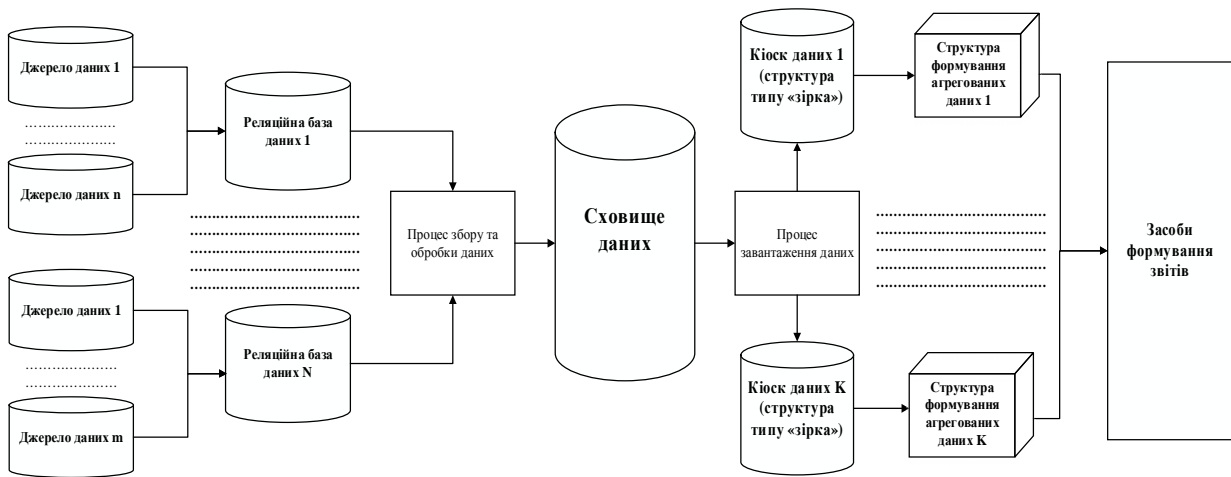 Джерело даних 1
.....................
.....................
Джерело даних n
Джерело даних 1
.....................
.....................
Джерело даних m
Реляційна база
даних 1
Реляційна база
даних N
Процес збору та
обробки даних
Сховище
даних
Процес
завантаження даних
Кіоск даних 1
(структура
типу «зірка»)
Кіоск даних K
(структура
типу «зірка»)
Структура
формування
агрегованих
даних 1
Структура
формування
агрегованих
даних K
Засоби
формування
звітів